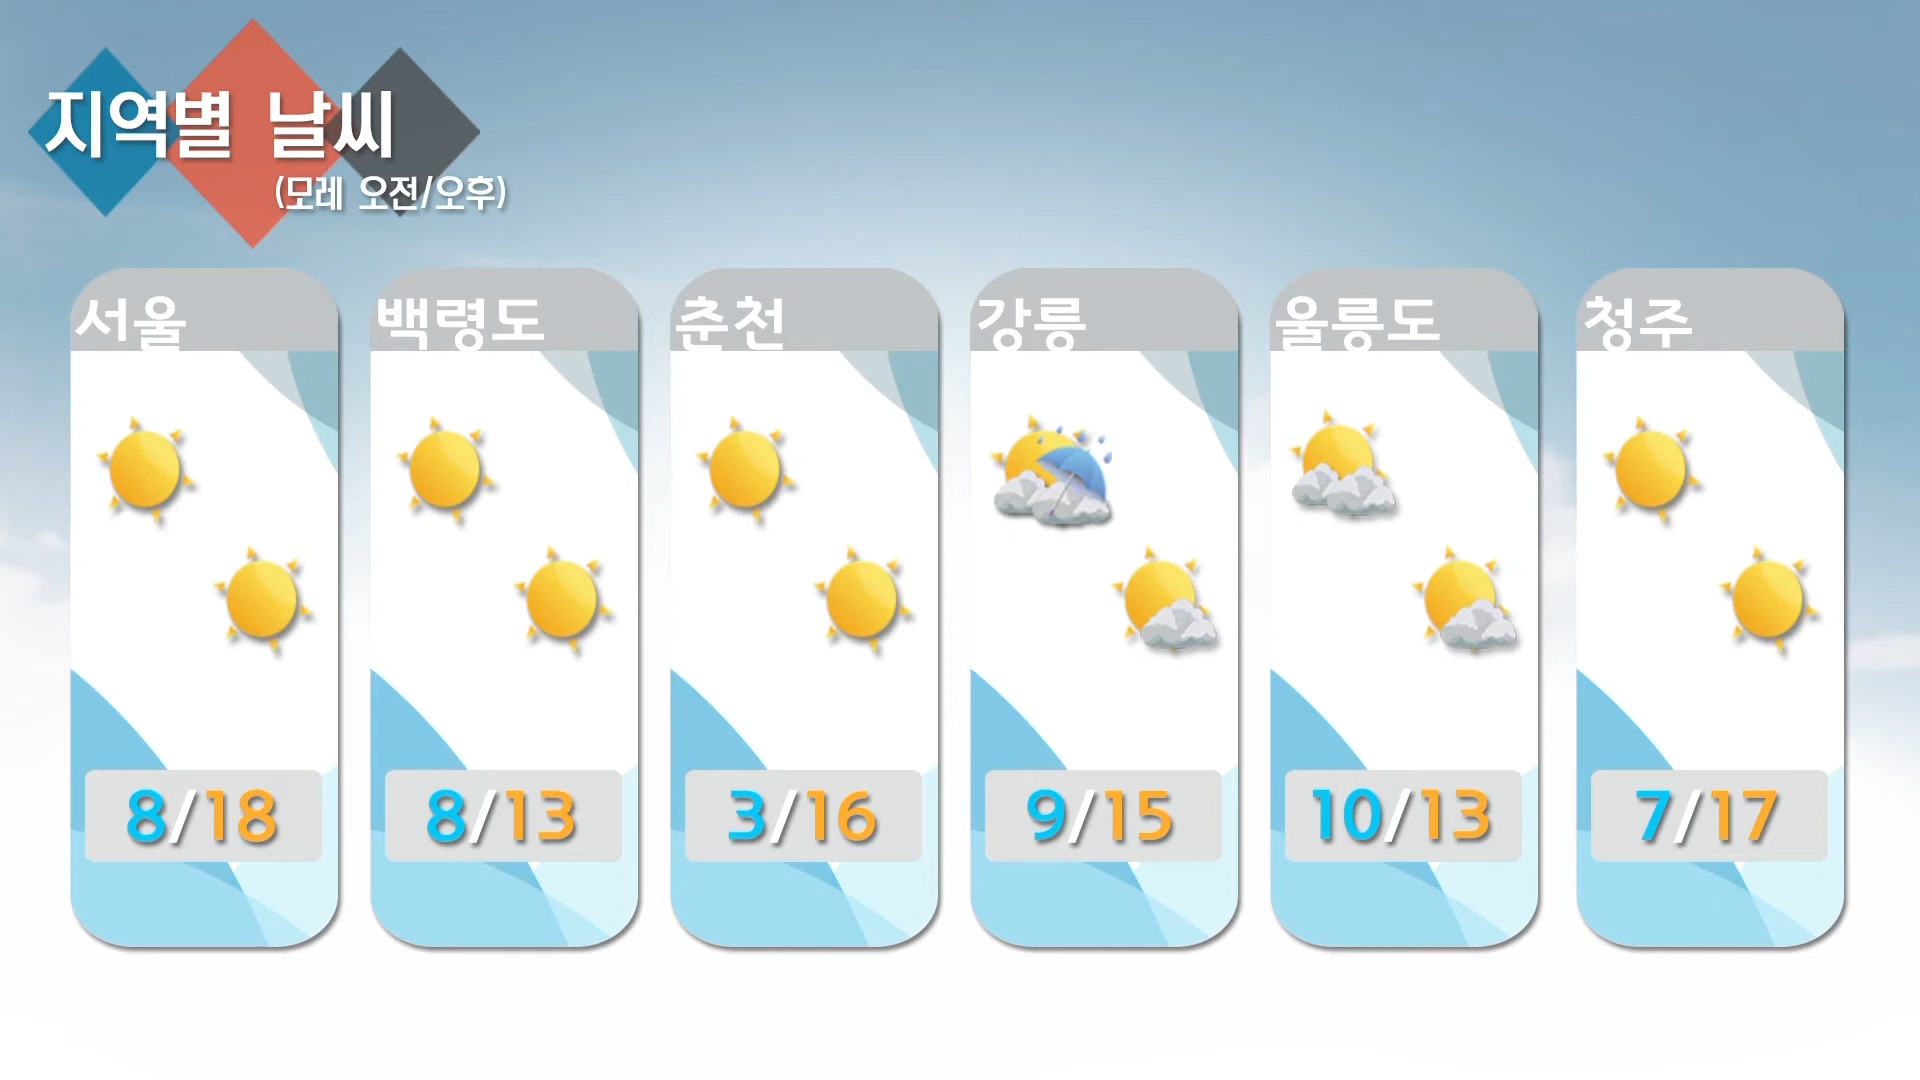 지역별 날씨
(모레 오전/오후)
서울
백령도
춘천
강릉
울릉도
청주
8/18
8/13
3/16
9/15
10/13
7/17